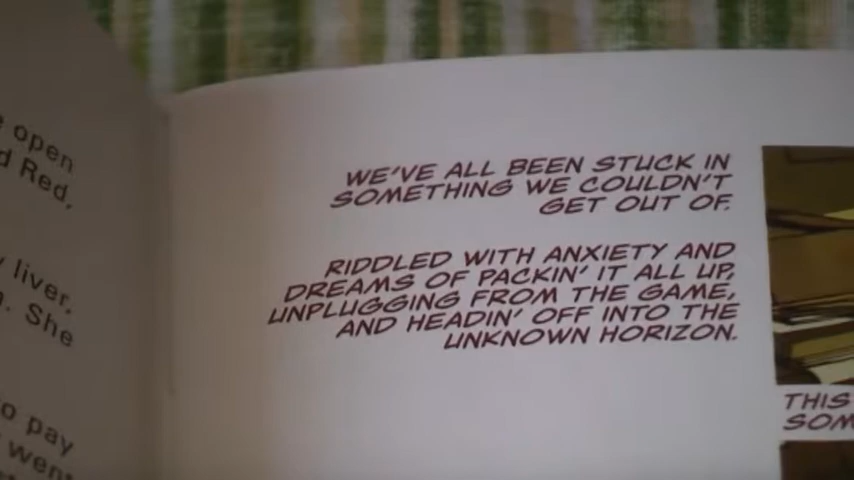 open
d Red,
liver.
She
pay
went
WE'VE ALL BEEN STUCK IN
SOMETHING WE COULDN'T
GET OUT OF.
RIDDLED WITH ANXIETY AND
DREAMS OF PACKIN' IT ALL UP,
UNPLUGGING FROM THE GAME,
AND HEADIN' OFF INTO THE
UNKNOWN HORIZON.
THIS
SOM